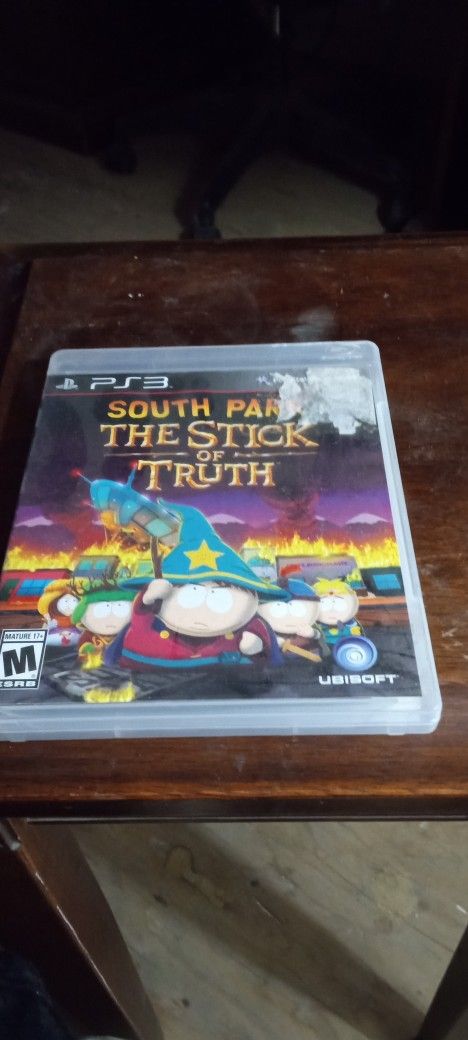 PS3
SOUTH PAR
THE STICK
OF
TRUTH
MATURE 17+
M
ESRB
UBISOFT